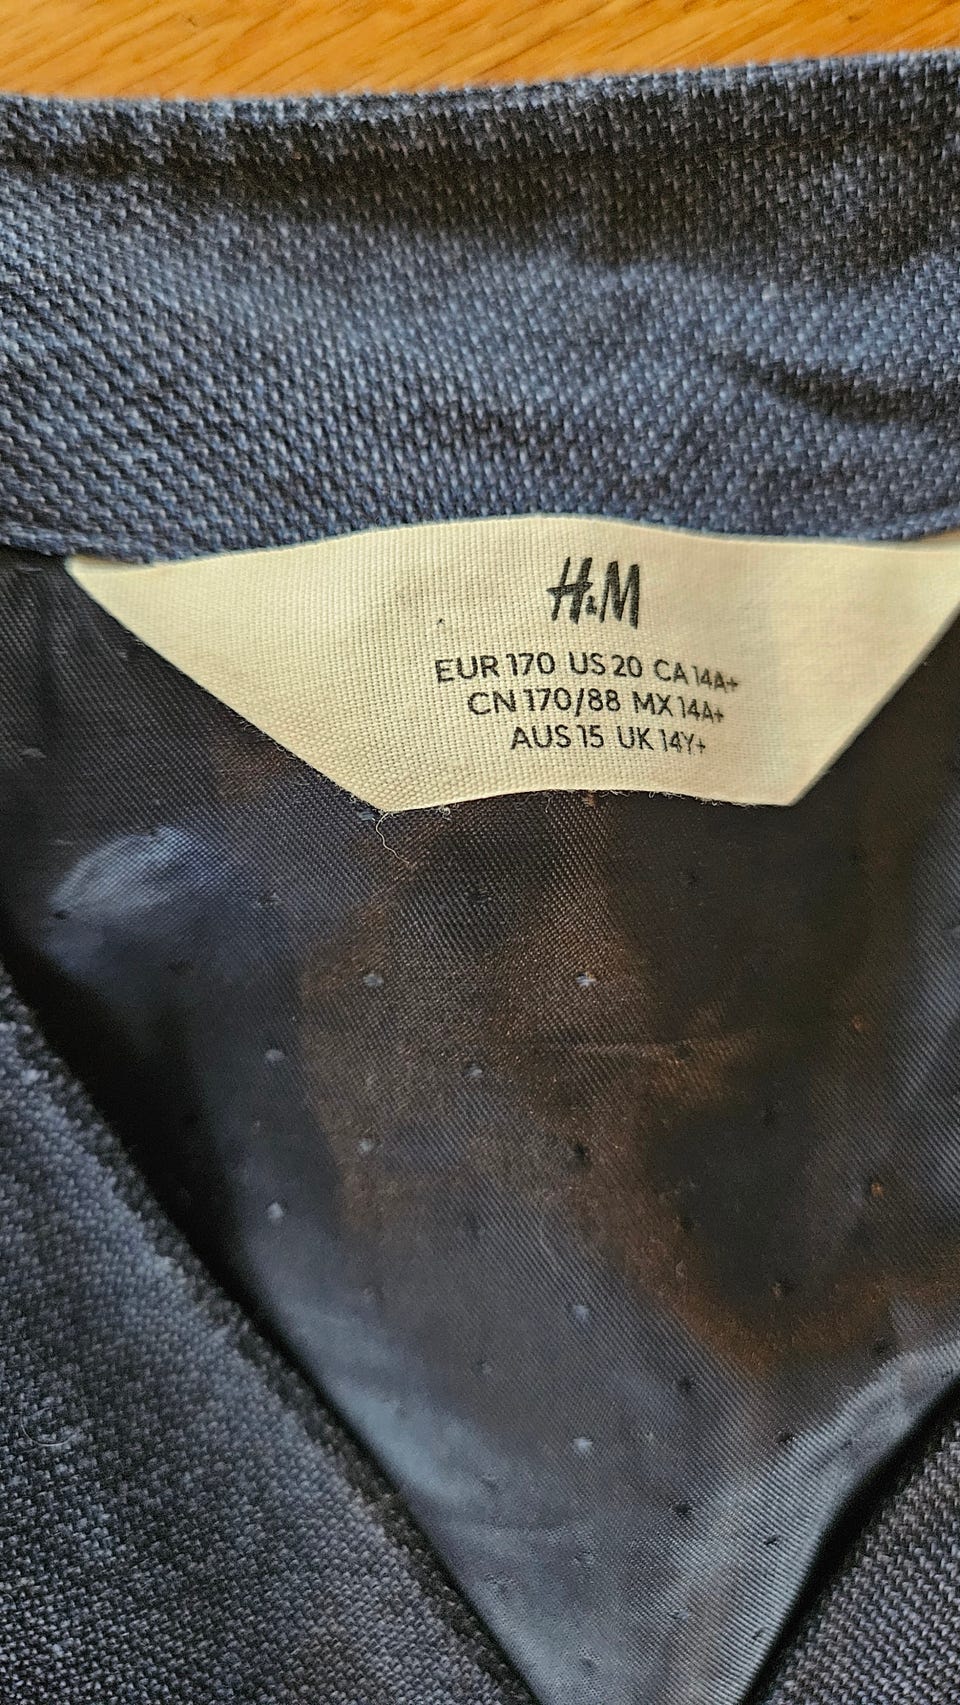 H&M
EUR 170 US 20 CA 14A+
CN 170/88 MX 14A+
AUS 15 UK 14Y+